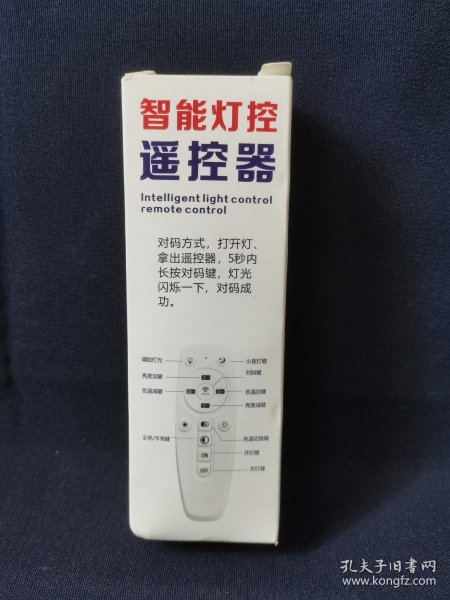 智能灯控
遥控器
Intelligent light control
remote control
对码方式，打开灯、
拿出遥控器，5秒内
长按对码键，灯光
闪烁一下，对码成
功。
辅助灯光
小夜灯键
对码键
亮度加键
色温减键
色温加键
亮度减键
全亮/半亮键
色温切换键
ON
开灯键
OFF
关灯键
孔夫子旧书网
www.kongfz.com